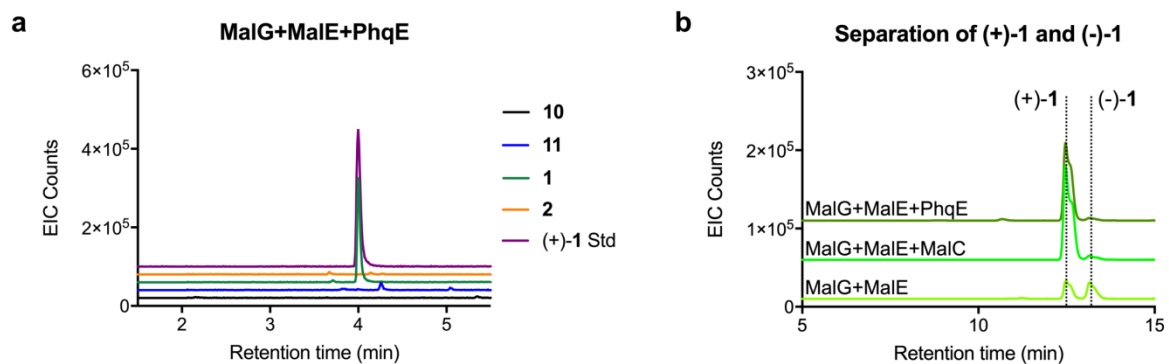 a
MalG+MalE+PhqE
6×10⁵
4×10⁵
2×10⁵
0
EIC Counts
2
3
4
5
Retention time (min)
10
11
1
2
(+)-1 Std
b
Separation of (+)-1 and (-)-1
3×10⁵
2×10⁵
1×10⁵
0
EIC Counts
(+)-1
(-)-1
MalG+MalE+PhqE
MalG+MalE+MalC
MalG+MalE
5
10
15
Retention time (min)